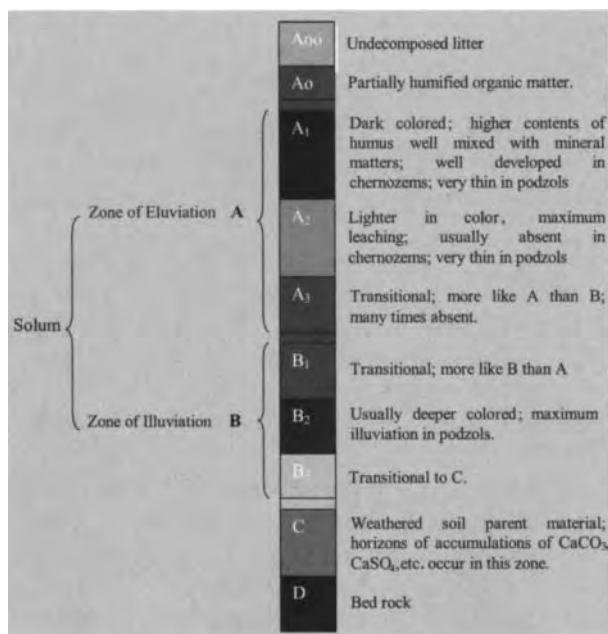 Aoo Undecomposed litter
Ao Partially humified organic matter.
A₁ Dark colored; higher contents of
humus well mixed with mineral
matters; well developed in
chernozems; very thin in podzols
Zone of Eluviation A
A₂ Lighter in color, maximum
leaching; usually absent in
chernozems; very thin in podzols
A₃ Transitional; more like A than B;
many times absent.
Solum
B₁ Transitional; more like B than A
Zone of Illuviation B
B₂ Usually deeper colored; maximum
illuviation in podzols.
B₃ Transitional to C.
C Weathered soil parent material;
horizons of accumulations of CaCO₃,
CaSO₄,etc. occur in this zone.
D Bed rock